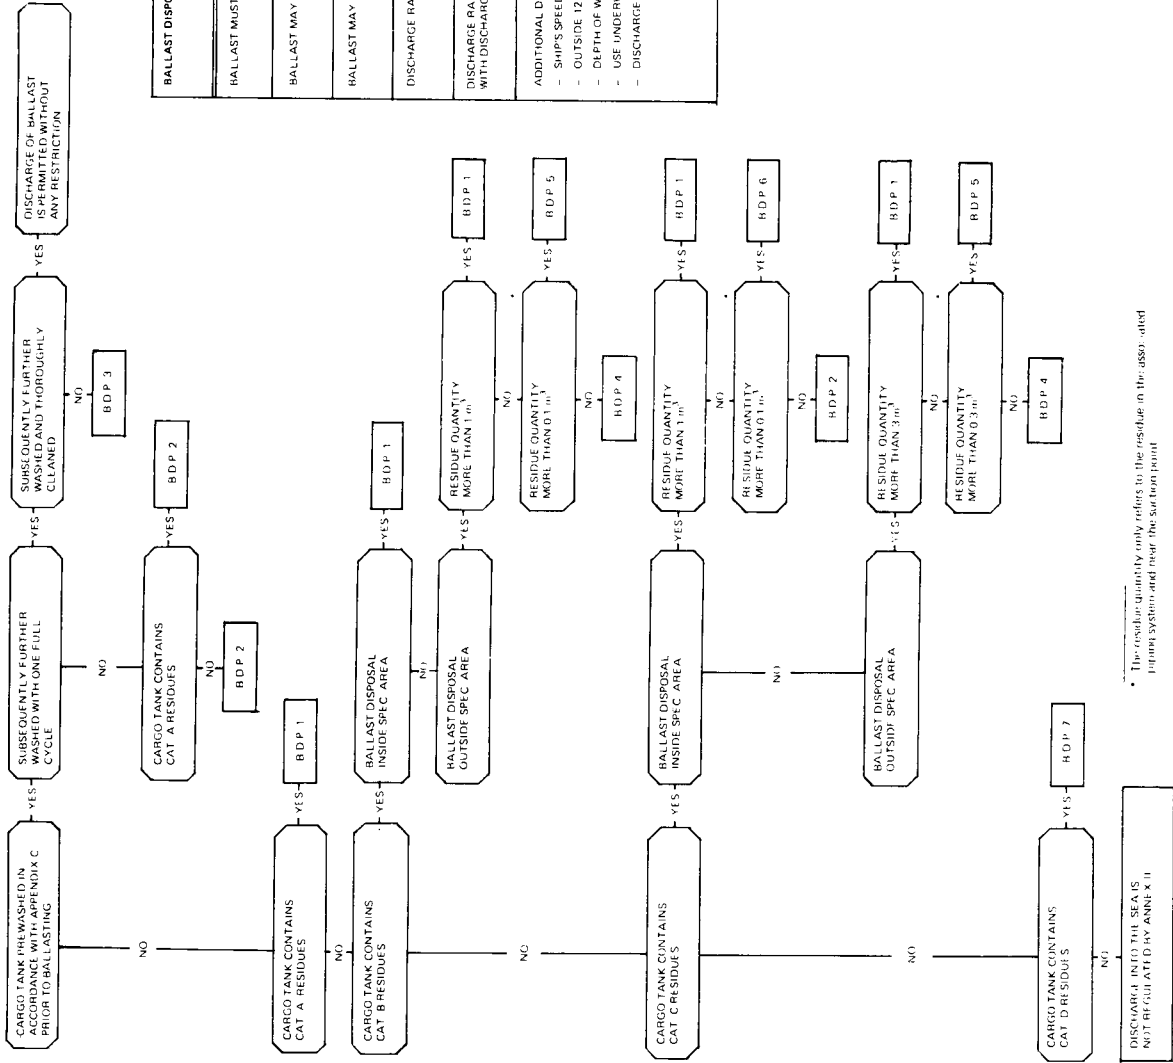 CARGO TANK PREWASHED IN
ACCORDANCE WITH APPENDIX C
PRIOR TO BALLASTING
YES
SUBSEQUENTLY FURTHER
WASHED WITH ONE FULL
CYCLE
YES
SUBSEQUENTLY FURTHER
WASHED AND THOROUGHLY
CLEANED
YES
DISCHARGE OF BALLAST
IS PERMITTED WITHOUT
ANY RESTRICTION
NO
BDP 3
NO
CARGO TANK CONTAINS
CAT A RESIDUES
YES
BDP 2
NO
BDP 2
NO
CARGO TANK CONTAINS
CAT A RESIDUES
YES
BDP 1
NO
CARGO TANK CONTAINS
CAT B RESIDUES
YES
BALLAST DISPOSAL
INSIDE SPEC AREA
YES
BDP 1
NO
BALLAST DISPOSAL
OUTSIDE SPEC AREA
YES
RESIDUE QUANTITY
MORE THAN 1 m³
YES
BDP 1
NO
RESIDUE QUANTITY *
MORE THAN 0.1 m³
YES
BDP 5
NO
BDP 4
NO
CARGO TANK CONTAINS
CAT C RESIDUES
YES
BALLAST DISPOSAL
INSIDE SPEC AREA
YES
RESIDUE QUANTITY
MORE THAN 1 m³
YES
BDP 1
NO
RESIDUE QUANTITY *
MORE THAN 0.1 m³
YES
BDP 6
NO
BDP 2
NO
BALLAST DISPOSAL
OUTSIDE SPEC AREA
YES
RESIDUE QUANTITY
MORE THAN 3 m³
YES
BDP 1
NO
RESIDUE QUANTITY *
MORE THAN 0.3 m³
YES
BDP 5
NO
BDP 4
NO
CARGO TANK CONTAINS
CAT D RESIDUES
YES
BDP 7
NO
DISCHARGE INTO THE SEA IS
NOT REGULATED BY ANNEX II
BALLAST DISPO
BALLAST MUST
BALLAST MAY
BALLAST MAY
DISCHARGE RA
DISCHARGE RA
WITH DISCHARG
ADDITIONAL D
- SHIP'S SPEED
- OUTSIDE 12
- DEPTH OF W
- USE UNDERW
- DISCHARGE
* The residue quantity only refers to the residue in the associated
piping system and near the suction point